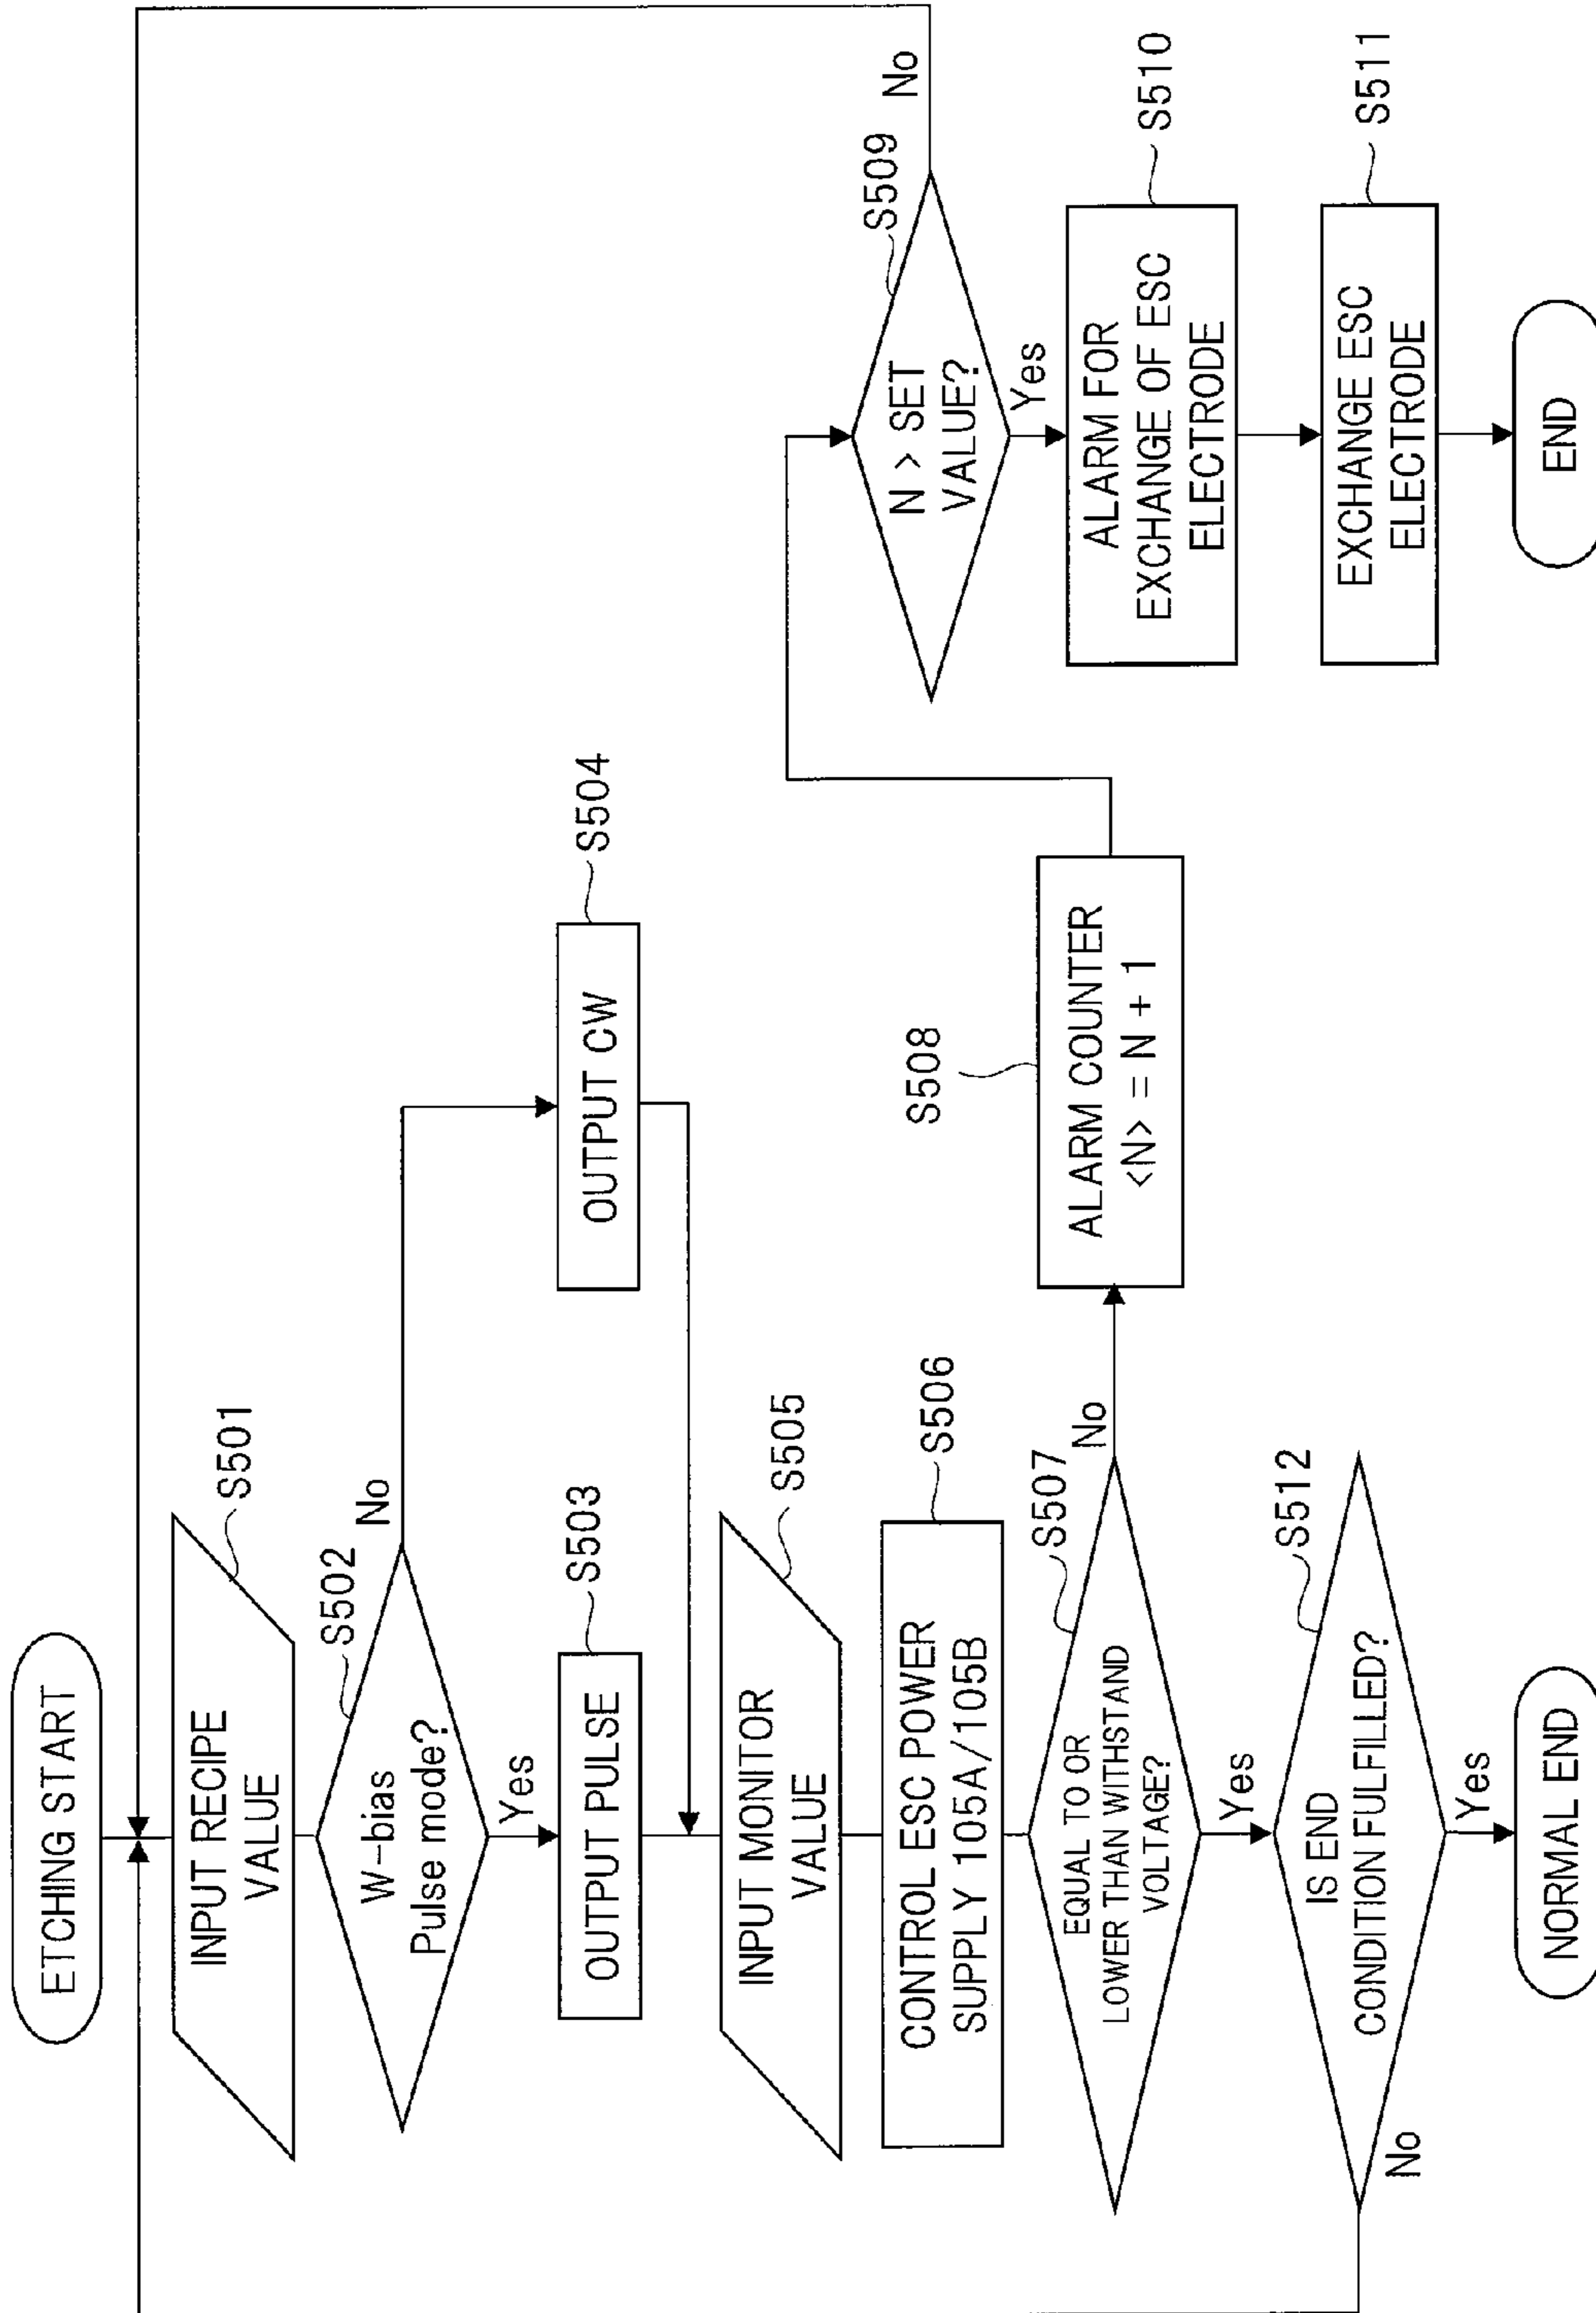 ETCHING START
INPUT RECIPE
VALUE
S501
W-bias
Pulse mode?
S502
No
Yes
OUTPUT PULSE
S503
OUTPUT CW
S504
INPUT MONITOR
VALUE
S505
CONTROL ESC POWER
SUPPLY 105A/105B
S506
EQUAL TO OR
LOWER THAN WITHSTAND
VOLTAGE?
S507
No
Yes
ALARM COUNTER
<N> = N + 1
S508
N > SET
VALUE?
S509
No
Yes
ALARM FOR
EXCHANGE OF ESC
ELECTRODE
S510
EXCHANGE ESC
ELECTRODE
S511
END
IS END
CONDITION FULFILLED?
S512
No
Yes
NORMAL END